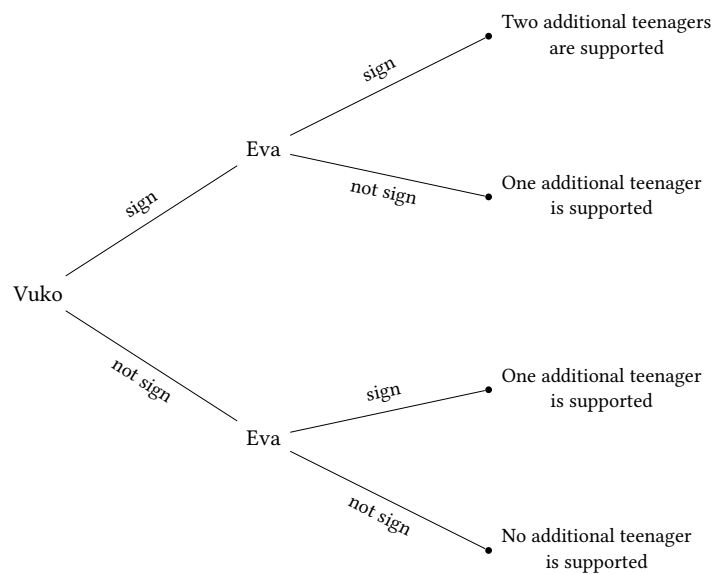 Two additional teenagers
are supported
sign
Eva
not sign
One additional teenager
is supported
sign
Vuko
not sign
One additional teenager
is supported
sign
Eva
not sign
No additional teenager
is supported